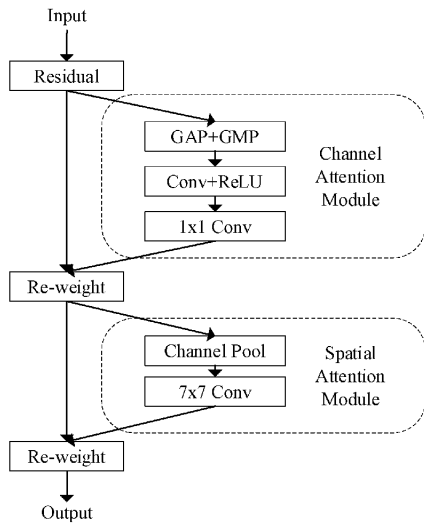 Input
Residual
GAP+GMP
Conv+ReLU
1x1 Conv
Channel
Attention
Module
Re-weight
Channel Pool
7x7 Conv
Spatial
Attention
Module
Re-weight
Output